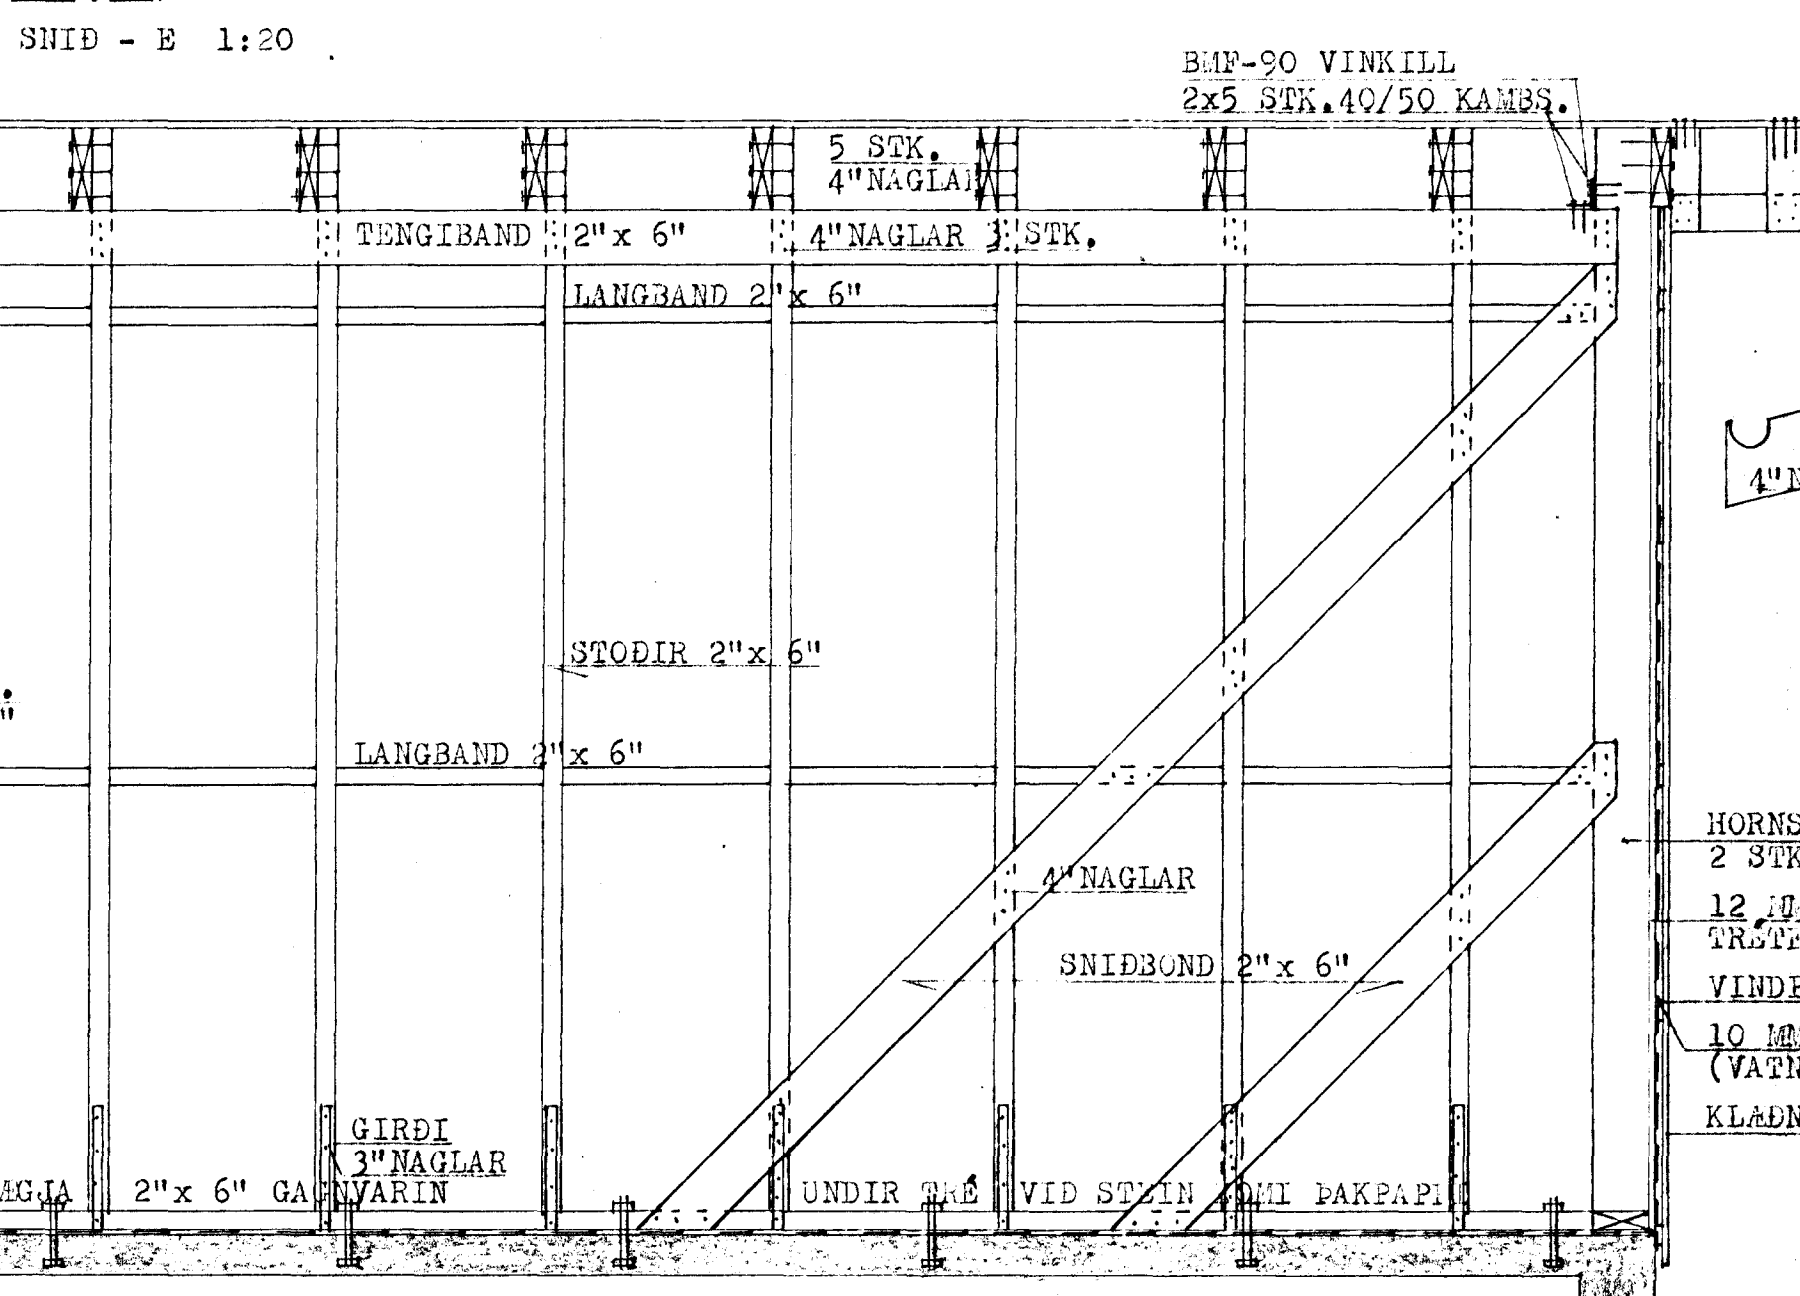 SNIÐ - E 1:20
BMF-90 VINKILL
2x5 STK.40/50 KAMBS.
5 STK.
4"NAGLAR
TENGIBAND 2"x 6"
4"NAGLAR 3 STK.
LANGBAND 2"x 6"
4"N
STOÐIR 2"x 6"
LANGBAND 2"x 6"
HORNS
2 STK
4"NAGLAR
12 MM
TRÉTE
SNIÐBOND 2"x 6"
VINDP
10 MM
(VATN
KLÆÐN
GIRÐI
3"NAGLAR
ÆGJA 2"x 6" GAGNVARIN
UNDIR TRÉ VIÐ STEIN KOMI ÞAKPAPPI